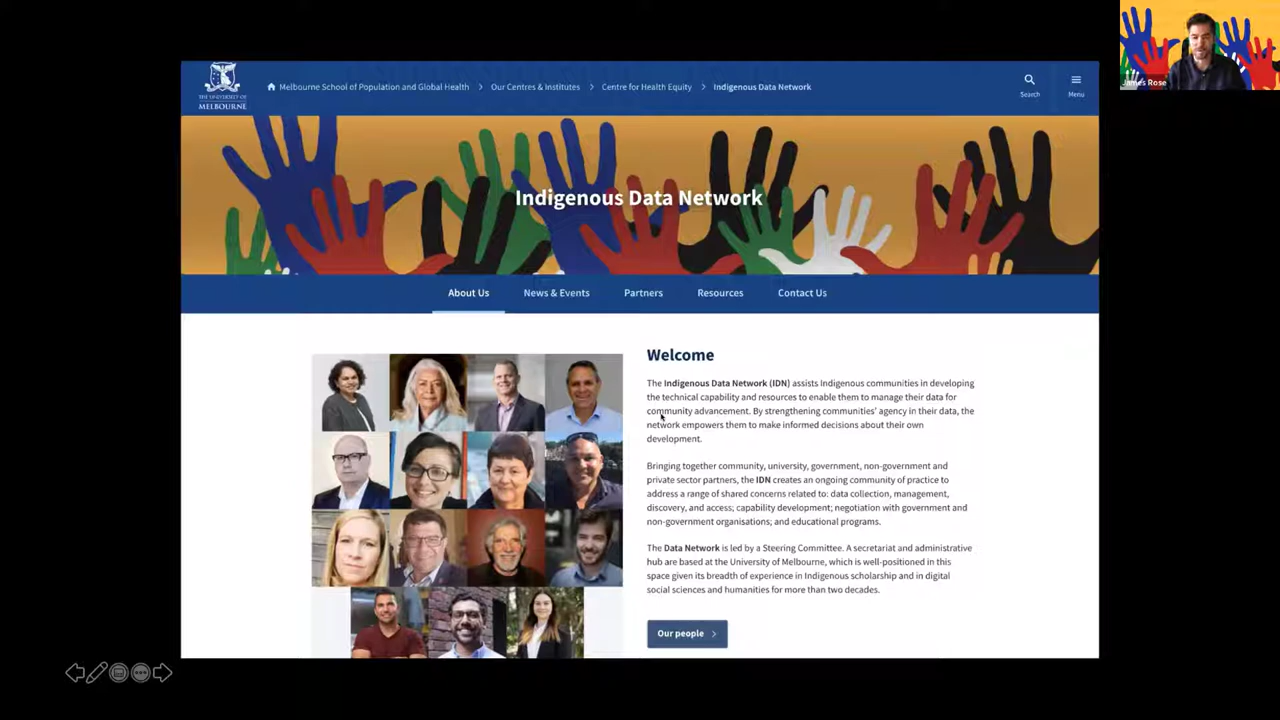 THE UNIVERSITY OF
MELBOURNE
Melbourne School of Population and Global Health > Our Centres & Institutes > Centre for Health Equity > Indigenous Data Network
Search
Menu
James Rose
Indigenous Data Network
About Us
News & Events
Partners
Resources
Contact Us
Welcome
The Indigenous Data Network (IDN) assists Indigenous communities in developing
the technical capability and resources to enable them to manage their data for
community advancement. By strengthening communities' agency in their data, the
network empowers them to make informed decisions about their own
development.
Bringing together community, university, government, non-government and
private sector partners, the IDN creates an ongoing community of practice to
address a range of shared concerns related to: data collection, management,
discovery, and access; capability development; negotiation with government and
non-government organisations; and educational programs.
The Data Network is led by a Steering Committee. A secretariat and administrative
hub are based at the University of Melbourne, which is well-positioned in this
space given its breadth of experience in Indigenous scholarship and in digital
social sciences and humanities for more than two decades.
Our people >